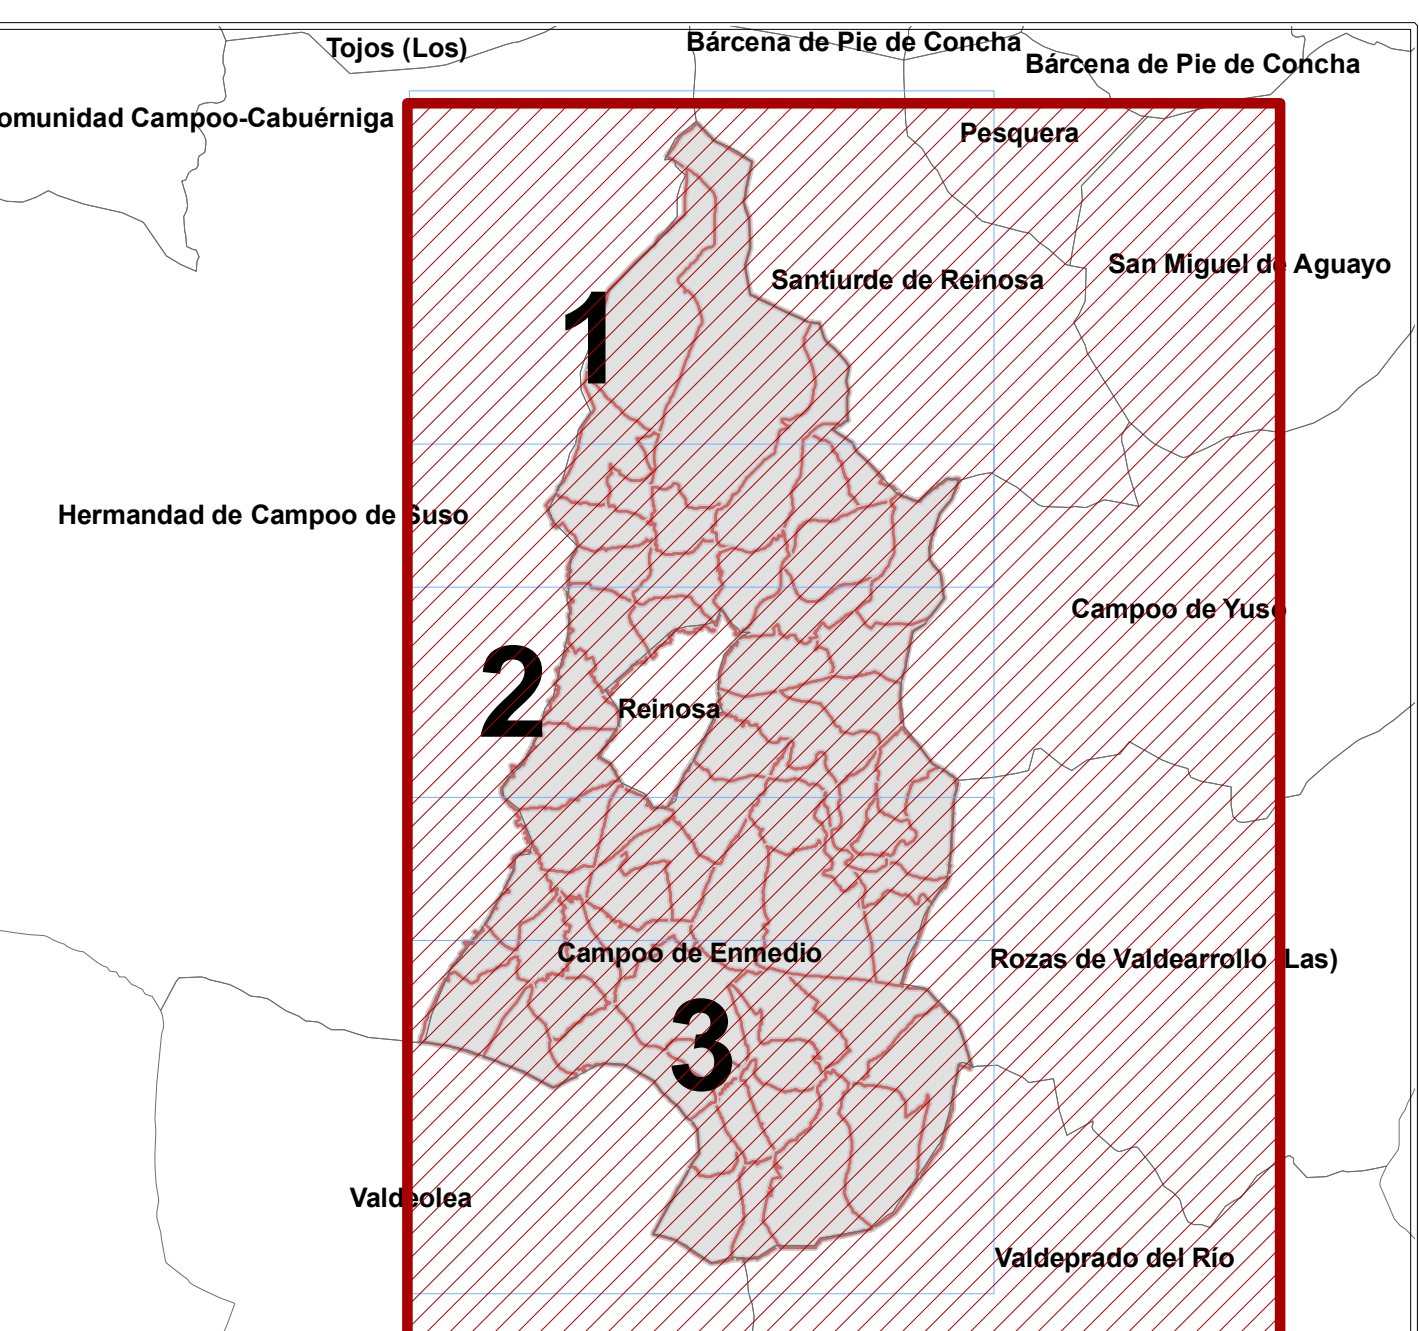 Tojos (Los)
Bárcena de Pie de Concha
Bárcena de Pie de Concha
omunidad Campoo-Cabuérniga
Pesquera
San Miguel de Aguayo
Santiurde de Reinosa
1
Hermandad de Campoo de Suso
Campoo de Yuso
2
Reinosa
Campoo de Enmedio
Rozas de Valdearrollo (Las)
3
Valdeolea
Valdeprado del Río